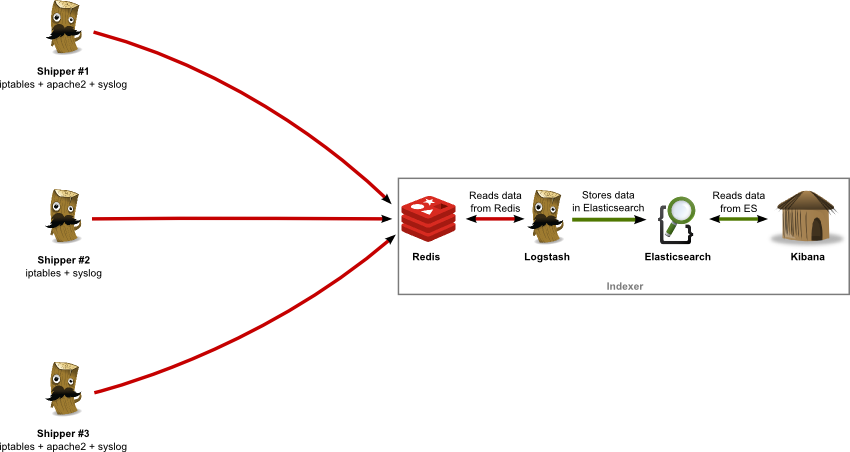 Shipper #1
iptables + apache2 + syslog
Shipper #2
iptables + syslog
Shipper #3
iptables + apache2 + syslog
Reads data
from Redis
Stores data
in Elasticsearch
Reads data
from ES
Redis
Logstash
Elasticsearch
Kibana
Indexer